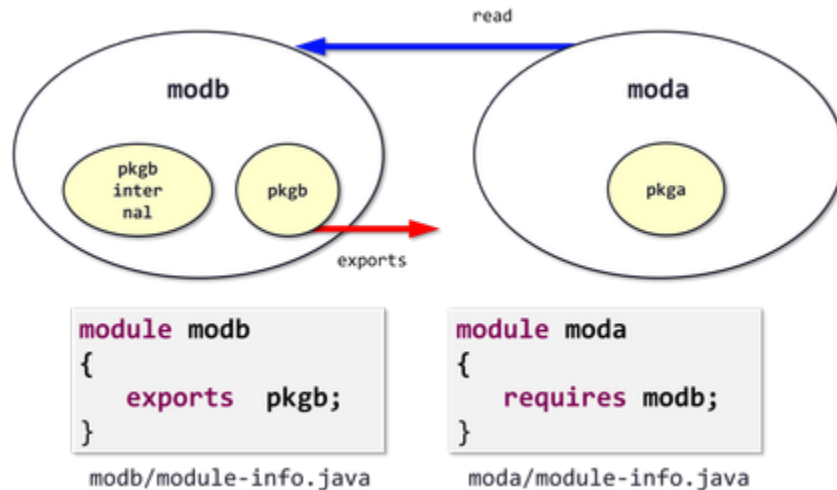 read
modb
moda
pkgb
inter
nal
pkgb
pkga
exports
module modb
{
exports pkgb;
}
modb/module-info.java
module moda
{
requires modb;
}
moda/module-info.java